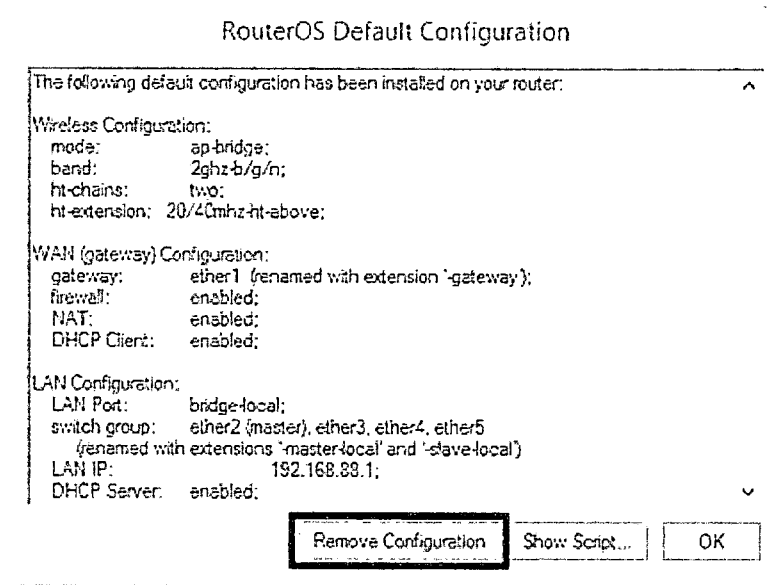 RouterOS Default Configuration
The following default configuration has been installed on your router:
Wireless Configuration:
mode: ap-bridge;
band: 2ghz-b/g/n;
ht-chains: two;
ht-extension: 20/40mhz-ht-above;
WAN (gateway) Configuration:
gateway: ether1 (renamed with extension '-gateway');
firewall: enabled;
NAT: enabled;
DHCP Client: enabled;
LAN Configuration:
LAN Port: bridge-local;
switch group: ether2 (master), ether3, ether4, ether5
(renamed with extensions '-master-local' and '-slave-local')
LAN IP: 192.168.88.1;
DHCP Server: enabled;
Remove Configuration Show Script... OK